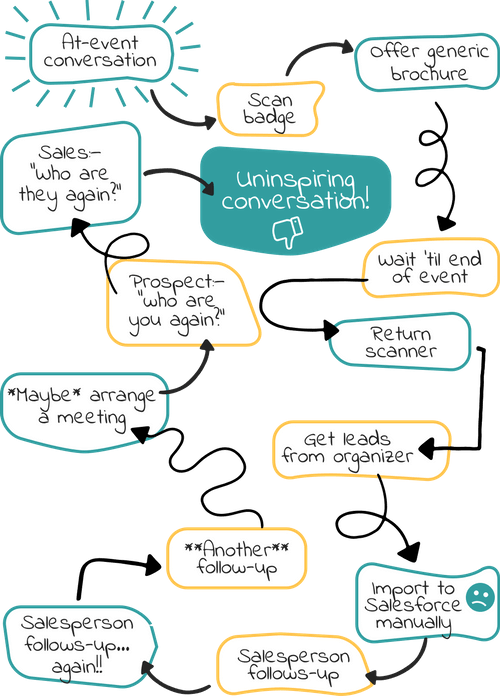 At-event
conversation
Scan
badge
Offer generic
brochure
Wait 'til end
of event
Return
scanner
Get leads
from organizer
Import to
Salesforce
manually
Salesperson
follows-up
Salesperson
follows-up...
again!!
**Another**
follow-up
*Maybe* arrange
a meeting
Prospect:-
"who are
you again?"
Sales:-
"who are
they again?"
Uninspiring
conversation!